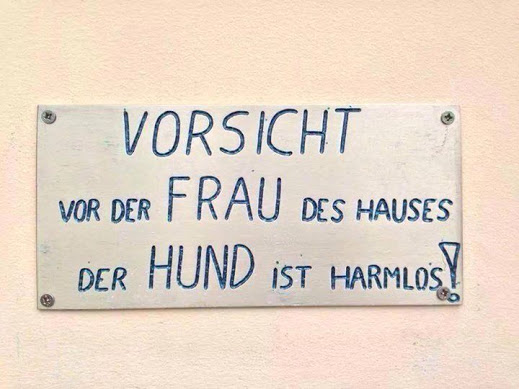 VORSICHT
VOR DER FRAU DES HAUSES
DER HUND iST HARMLOS!